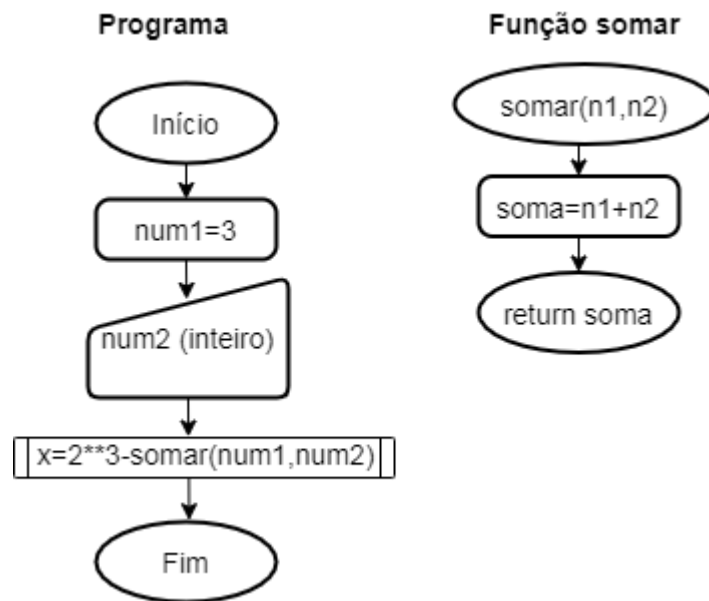 Programa
Início
num1=3
num2 (inteiro)
x=2**3-somar(num1,num2)
Fim
Função somar
somar(n1,n2)
soma=n1+n2
return soma